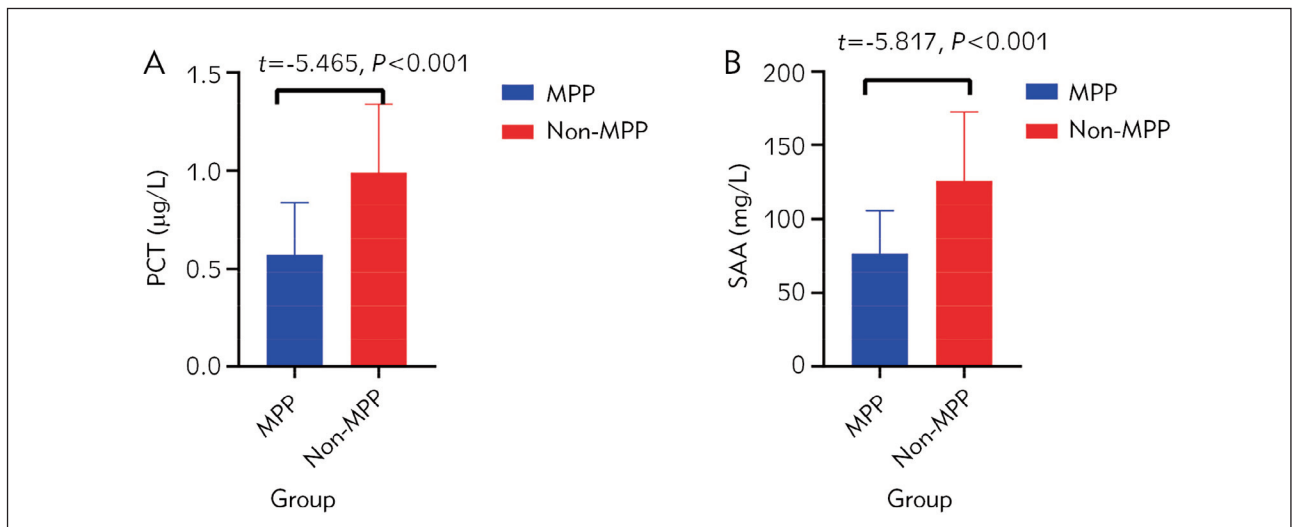 A
t=-5.465, P<0.001
1.5
1.0
0.5
0.0
PCT (μg/L)
MPP
Non-MPP
MPP
Non-MPP
Group
B
t=-5.817, P<0.001
200
150
100
50
0
SAA (mg/L)
MPP
Non-MPP
MPP
Non-MPP
Group